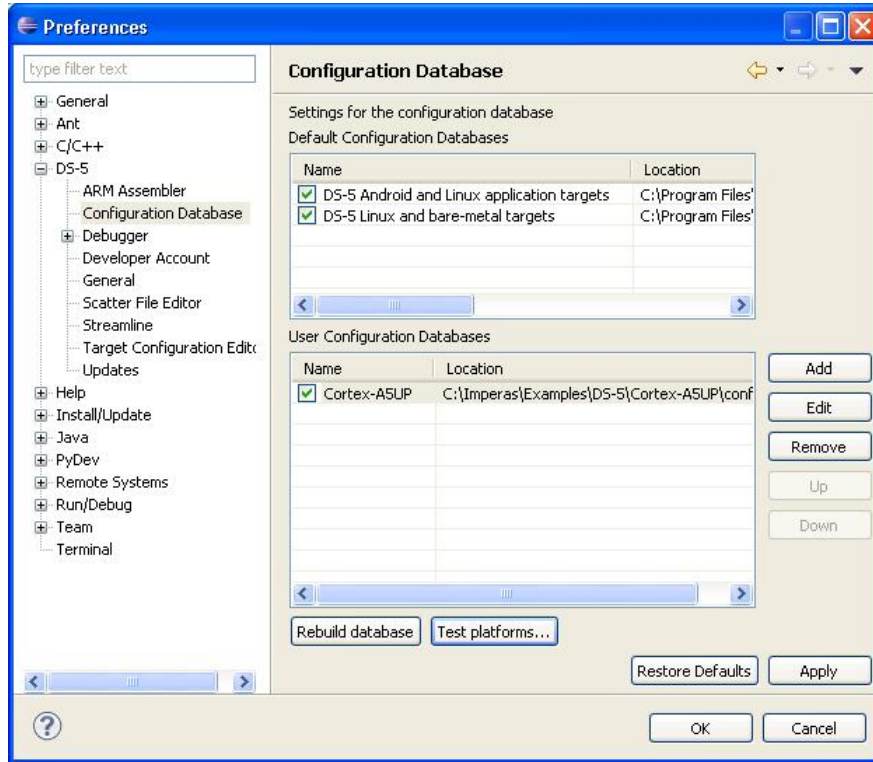 Preferences
type filter text
General
Ant
C/C++
DS-5
ARM Assembler
Configuration Database
Debugger
Developer Account
General
Scatter File Editor
Streamline
Target Configuration Edito
Updates
Help
Install/Update
Java
PyDev
Remote Systems
Run/Debug
Team
Terminal
Configuration Database
Settings for the configuration database
Default Configuration Databases
Name Location
DS-5 Android and Linux application targets C:\Program Files'
DS-5 Linux and bare-metal targets C:\Program Files'
User Configuration Databases
Name Location
Cortex-A5UP C:\Imperas\Examples\DS-5\Cortex-A5UP\conf
Add
Edit
Remove
Up
Down
Rebuild database Test platforms...
Restore Defaults Apply
OK Cancel